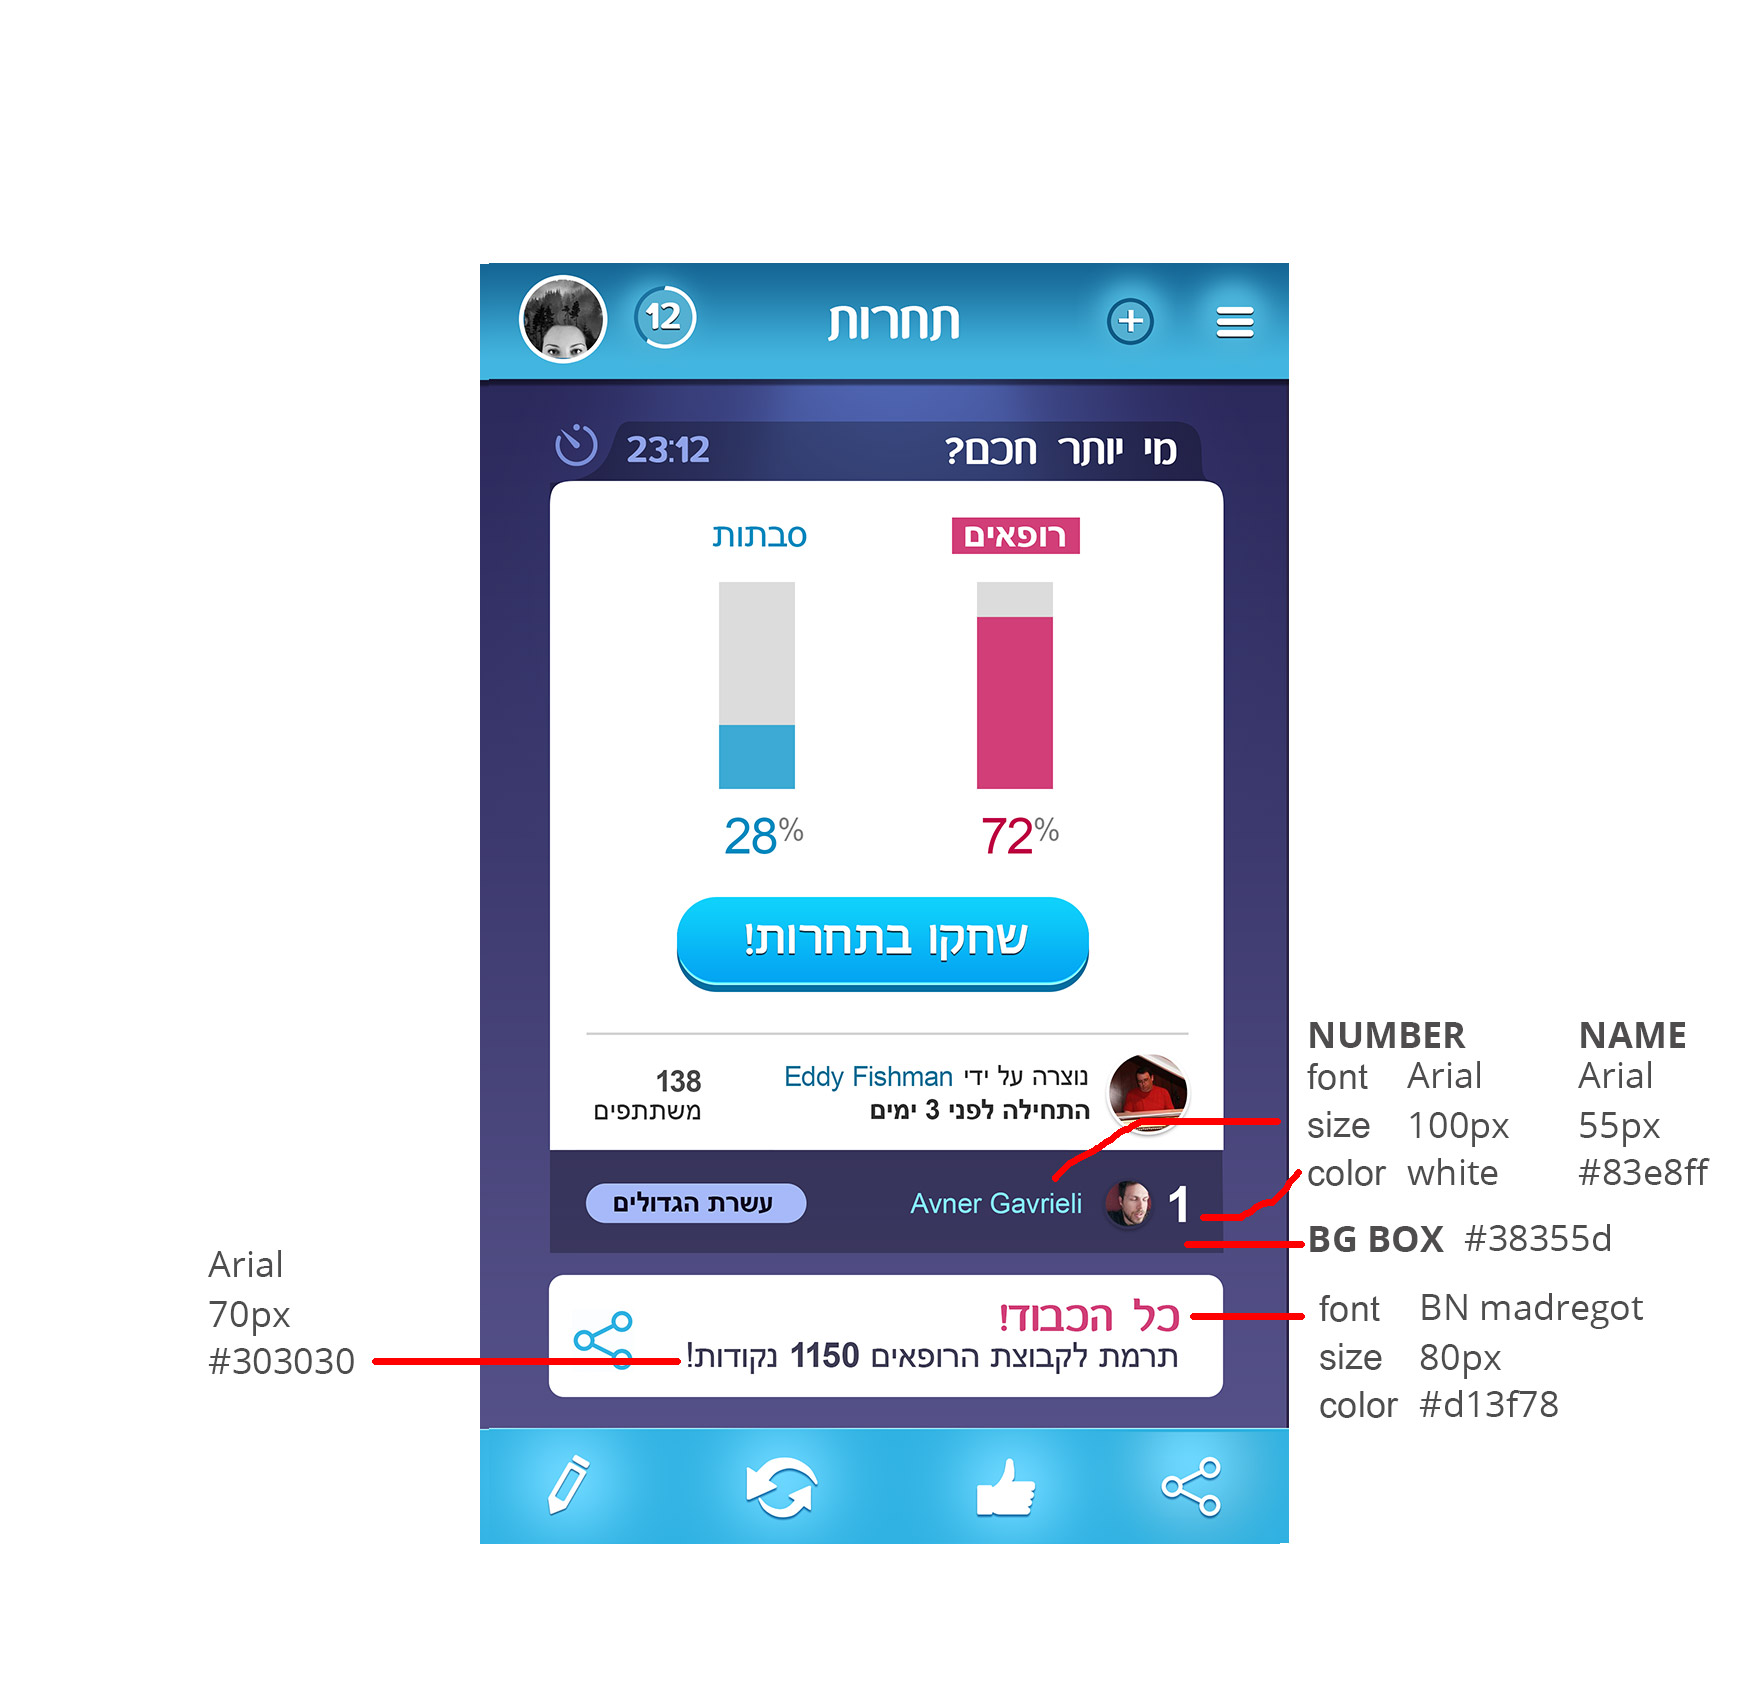 12
תחרות
23:12
מי יותר חכם?
סבתות
רופאים
28%
72%
שחקו בתחרות!
נוצרה על ידי Eddy Fishman
התחילה לפני 3 ימים
138
משתתפים
1
Avner Gavrieli
עשרת הגדולים
כל הכבוד!
תרמת לקבוצת הרופאים 1150 נקודות!
NUMBER NAME
font Arial Arial
size 100px 55px
color white #83e8ff
BG BOX #38355d
font BN madregot
size 80px
color #d13f78
Arial
70px
#303030